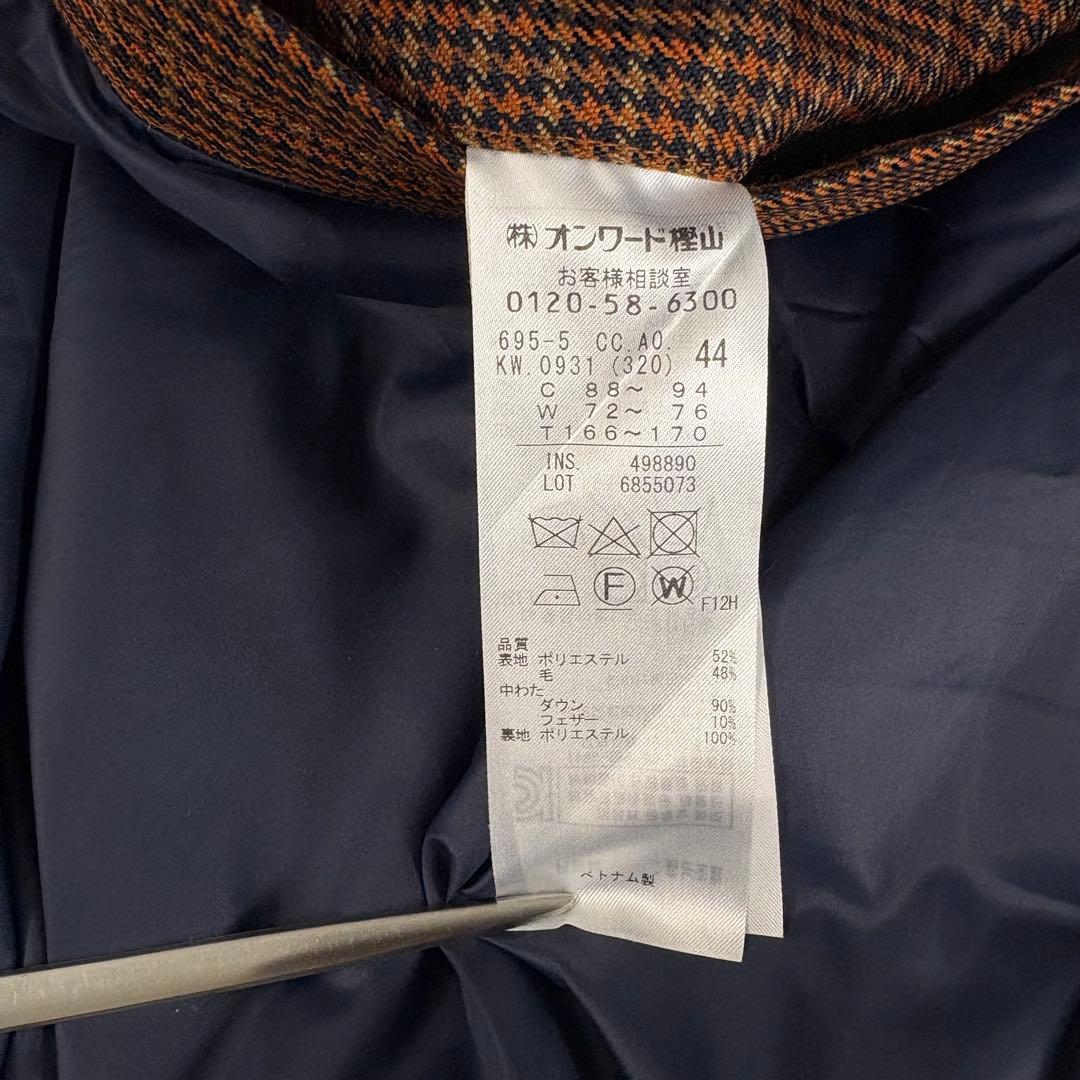 (株)オンワード樫山
お客様相談室
0120-58-6300
695-5 CC.AO.
KW.0931 (320) 44
C 88～ 94
W 72～ 76
T166～170
INS. 498890
LOT 6855073
F
W
F12H
品質
表地 ポリエステル 52%
毛 48%
中わた
ダウン 90%
フェザー 10%
裏地 ポリエステル 100%
ベトナム製